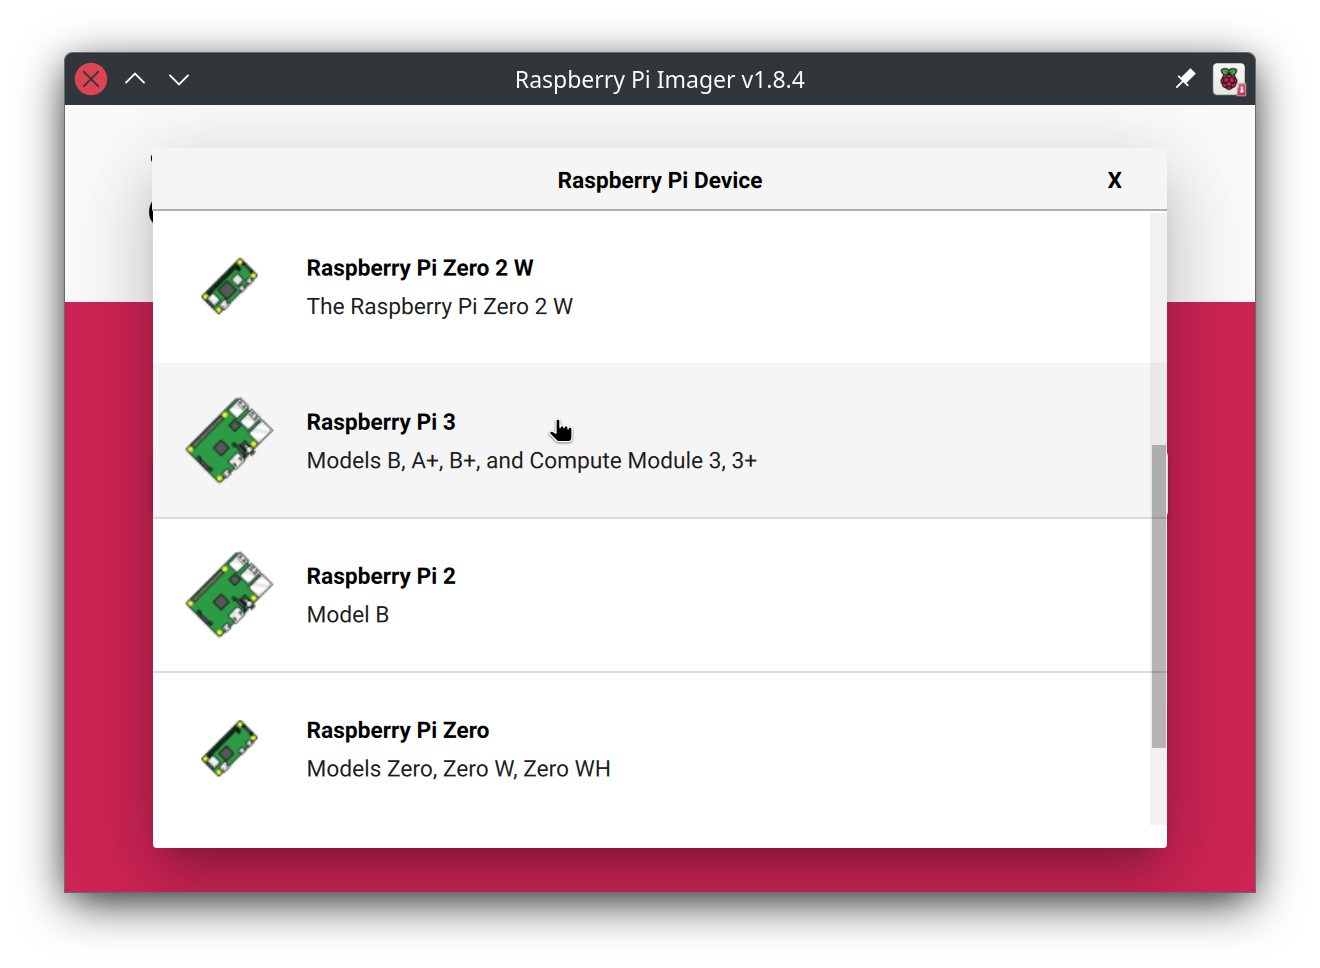 Raspberry Pi Imager v1.8.4
Raspberry Pi Device
X
Raspberry Pi Zero 2 W
The Raspberry Pi Zero 2 W
Raspberry Pi 3
Models B, A+, B+, and Compute Module 3, 3+
Raspberry Pi 2
Model B
Raspberry Pi Zero
Models Zero, Zero W, Zero WH